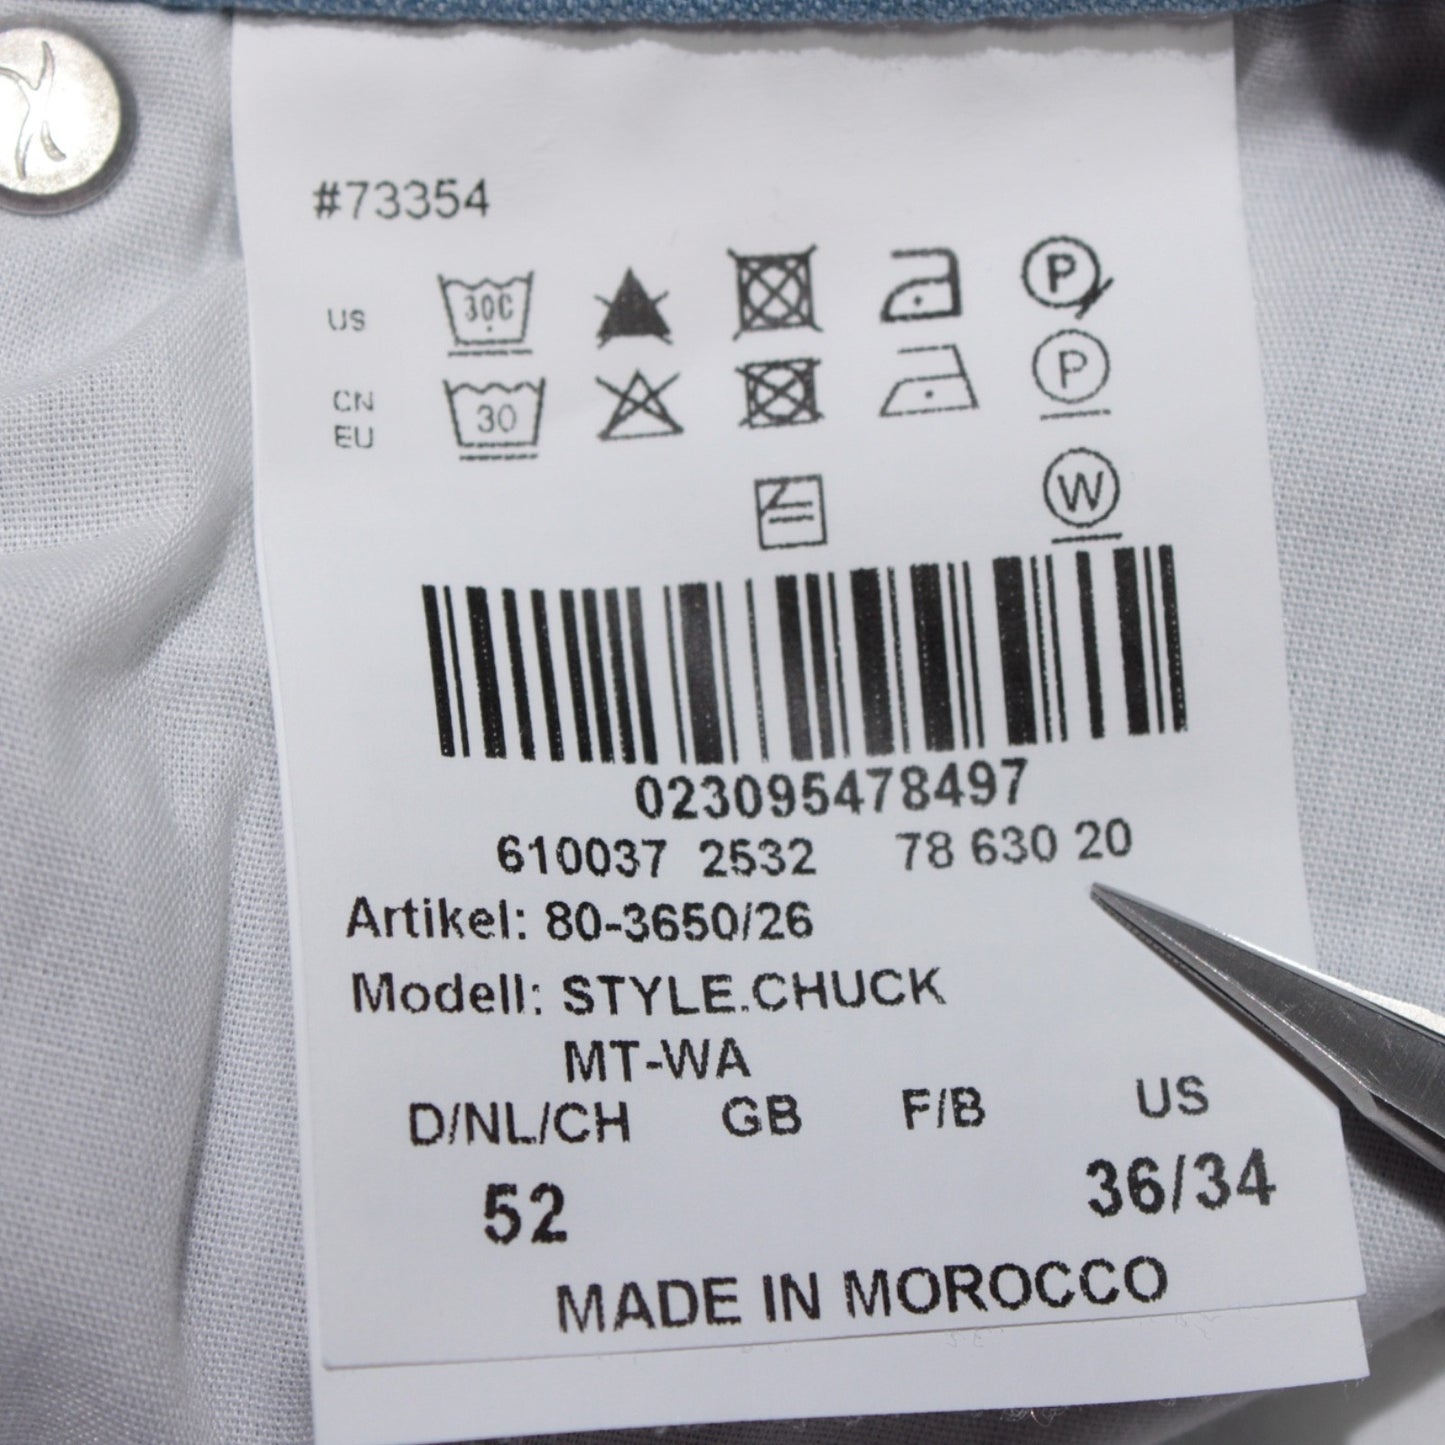 #73354
US 30C P
CN P
EU 30
W
023095478497
610037 2532 78 630 20
Artikel: 80-3650/26
Modell: STYLE.CHUCK
MT-WA
D/NL/CH GB F/B US
52 36/34
MADE IN MOROCCO